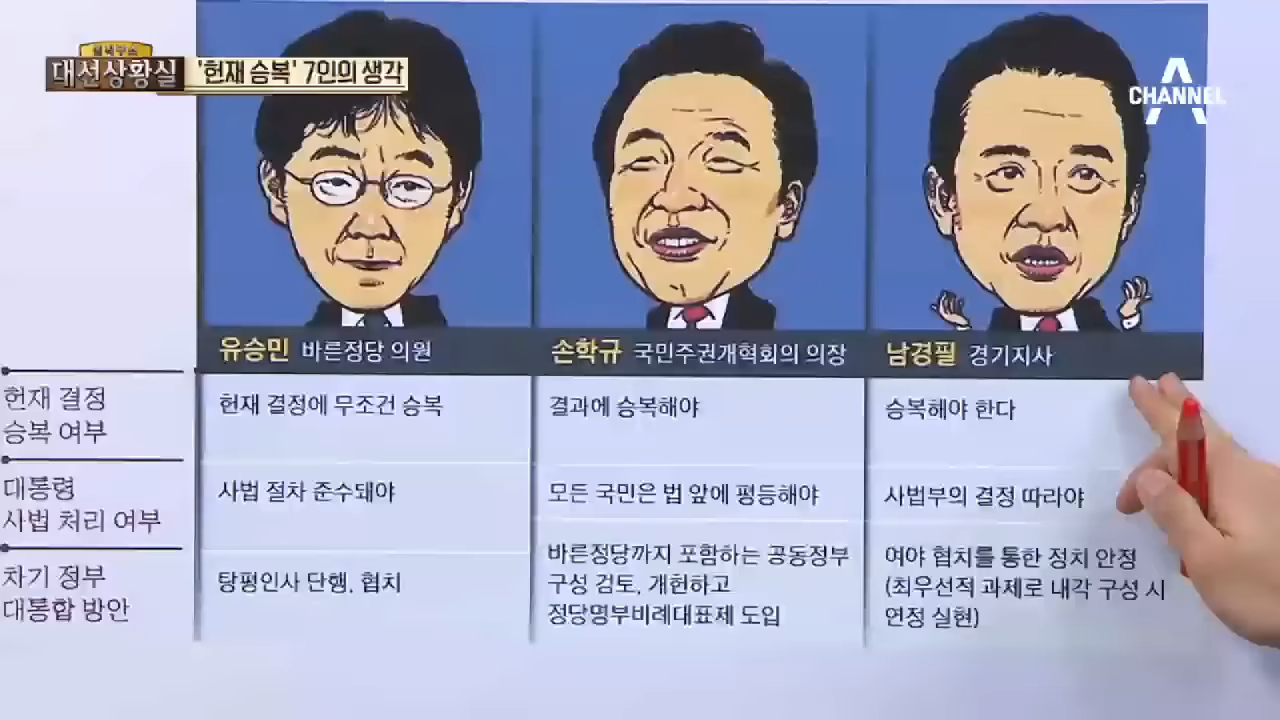 대선상황실
'헌재 승복' 7인의 생각
CHANNEL A
유승민 바른정당 의원
손학규 국민주권개혁회의 의장
남경필 경기지사
헌재 결정
승복 여부
헌재 결정에 무조건 승복
결과에 승복해야
승복해야 한다
대통령
사법 처리 여부
사법 절차 준수돼야
모든 국민은 법 앞에 평등해야
사법부의 결정 따라야
차기 정부
대통합 방안
탕평인사 단행, 협치
바른정당까지 포함하는 공동정부
구성 검토, 개헌하고
정당명부비례대표제 도입
여야 협치를 통한 정치 안정
(최우선적 과제로 내각 구성 시
연정 실현)